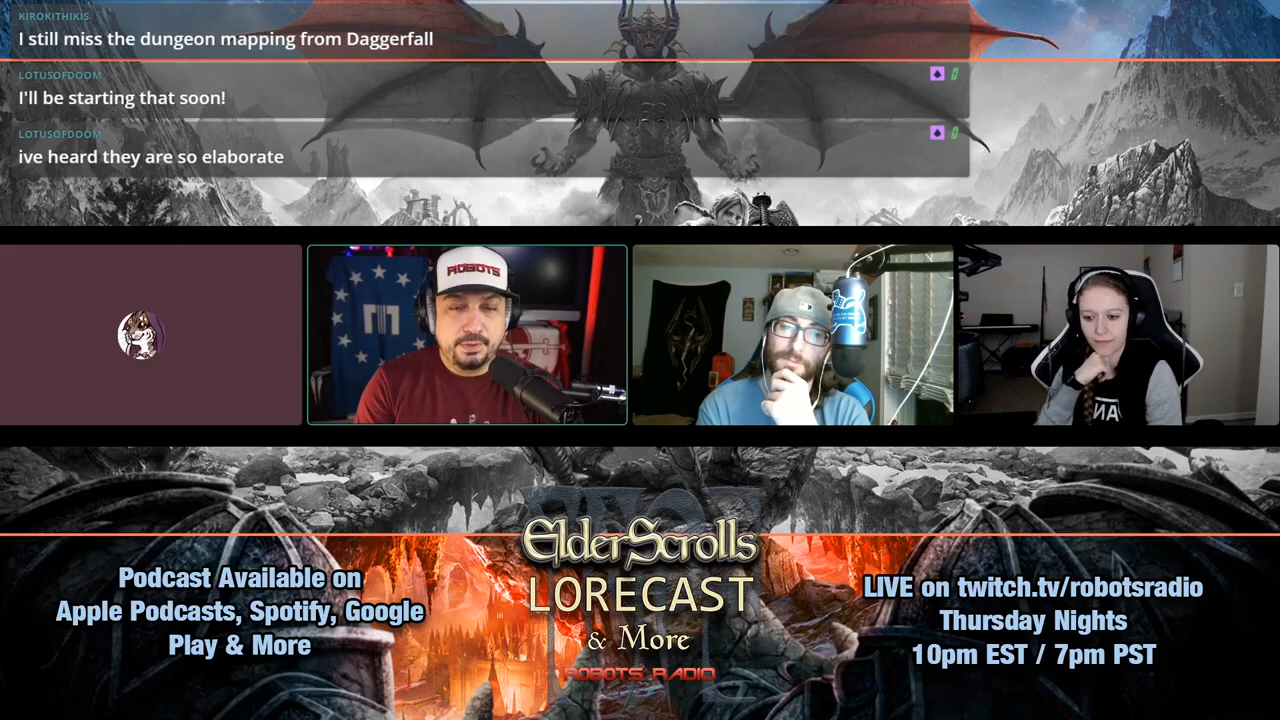 KIROKITHIKIS
I still miss the dungeon mapping from Daggerfall
LOTUSOFDOOM
I'll be starting that soon!
LOTUSOFDOOM
ive heard they are so elaborate
ROBOTS
ElderScrolls
LORECAST
& More
ROBOTS RADIO
Podcast Available on
Apple Podcasts, Spotify, Google
Play & More
LIVE on twitch.tv/robotsradio
Thursday Nights
10pm EST / 7pm PST